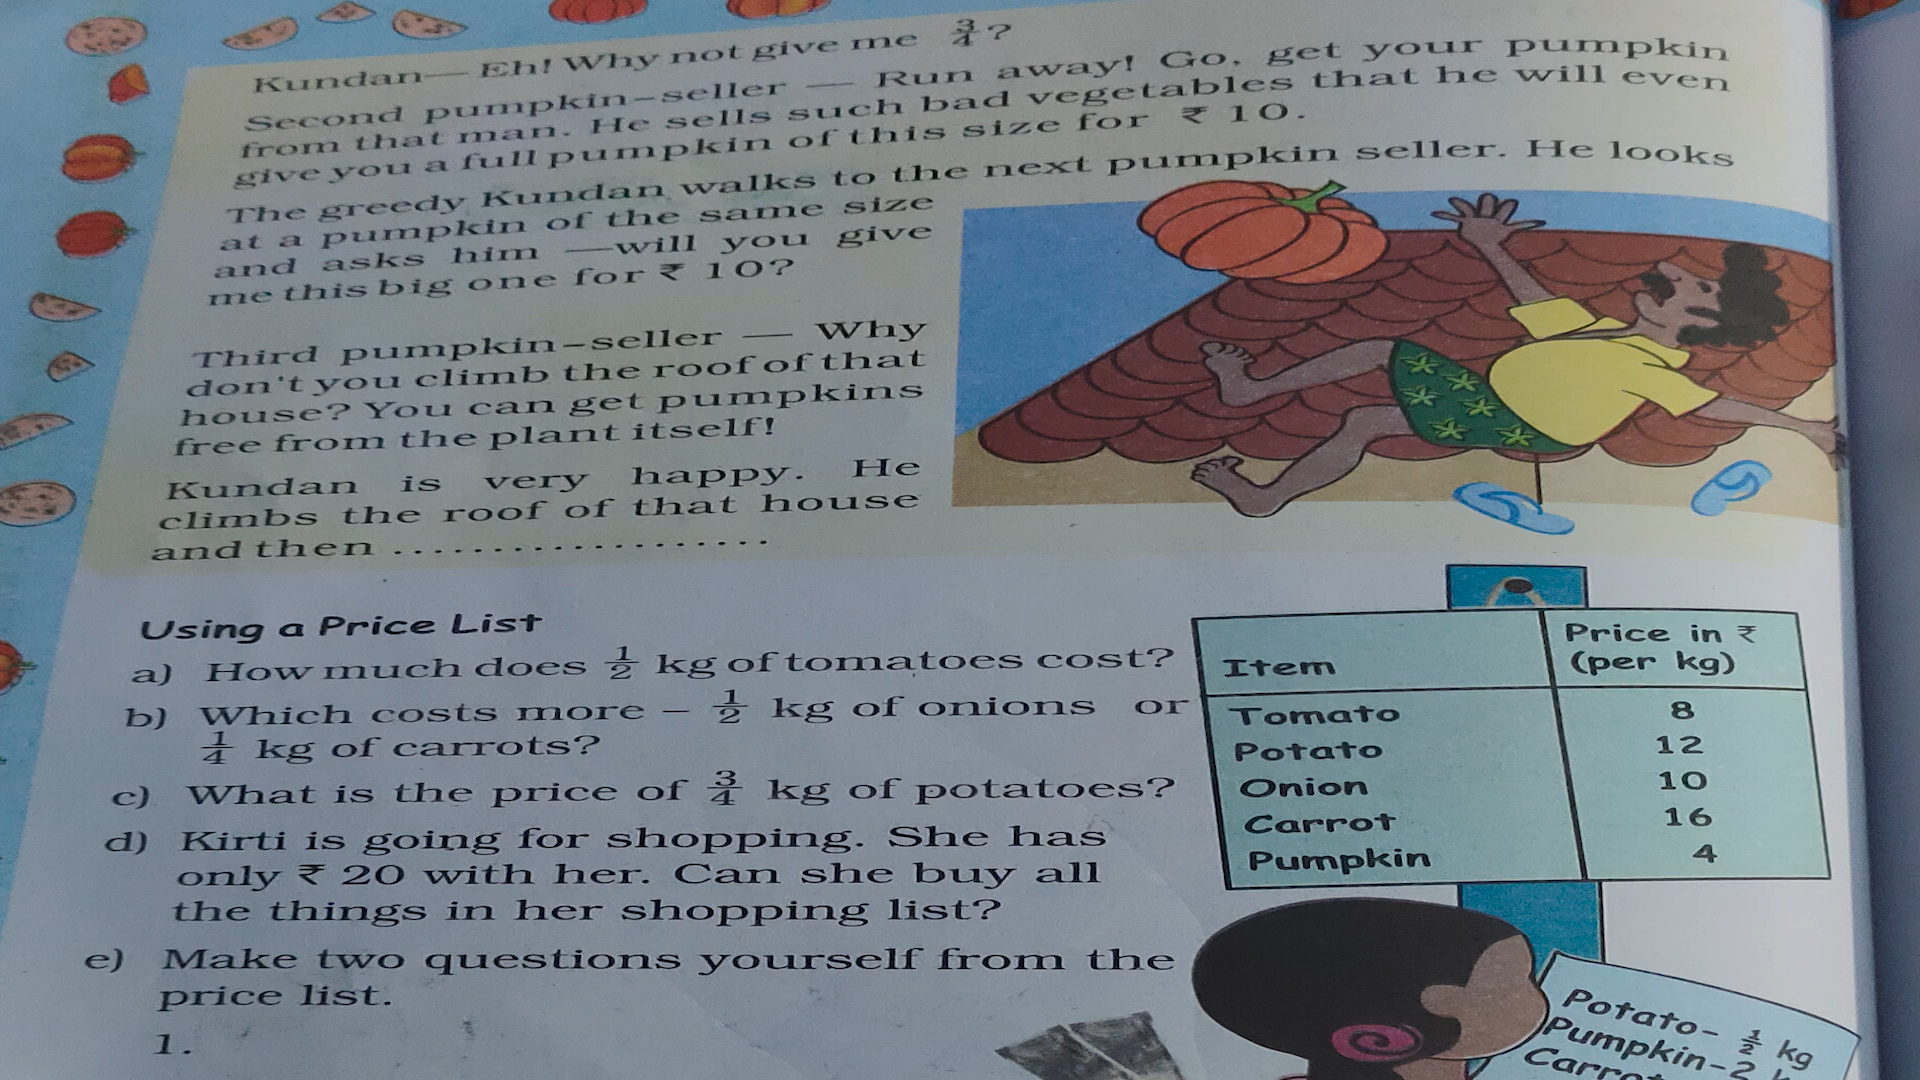 Kundan— Eh! Why not give me 3/4?
Second pumpkin-seller — Run away! Go, get your pumpkin
from that man. He sells such bad vegetables that he will even
give you a full pumpkin of this size for ₹ 10.
The greedy Kundan walks to the next pumpkin seller. He looks
at a pumpkin of the same size
and asks him —will you give
me this big one for ₹ 10?
Third pumpkin-seller — Why
don't you climb the roof of that
house? You can get pumpkins
free from the plant itself!
Kundan is very happy. He
climbs the roof of that house
and then ...................
Using a Price List
a) How much does 1/2 kg of tomatoes cost?
b) Which costs more – 1/2 kg of onions or
1/4 kg of carrots?
c) What is the price of 3/4 kg of potatoes?
d) Kirti is going for shopping. She has
only ₹ 20 with her. Can she buy all
the things in her shopping list?
e) Make two questions yourself from the
price list.
1.
Item Price in ₹ (per kg)
Tomato 8
Potato 12
Onion 10
Carrot 16
Pumpkin 4
Potato- 1/2 kg
Pumpkin-2